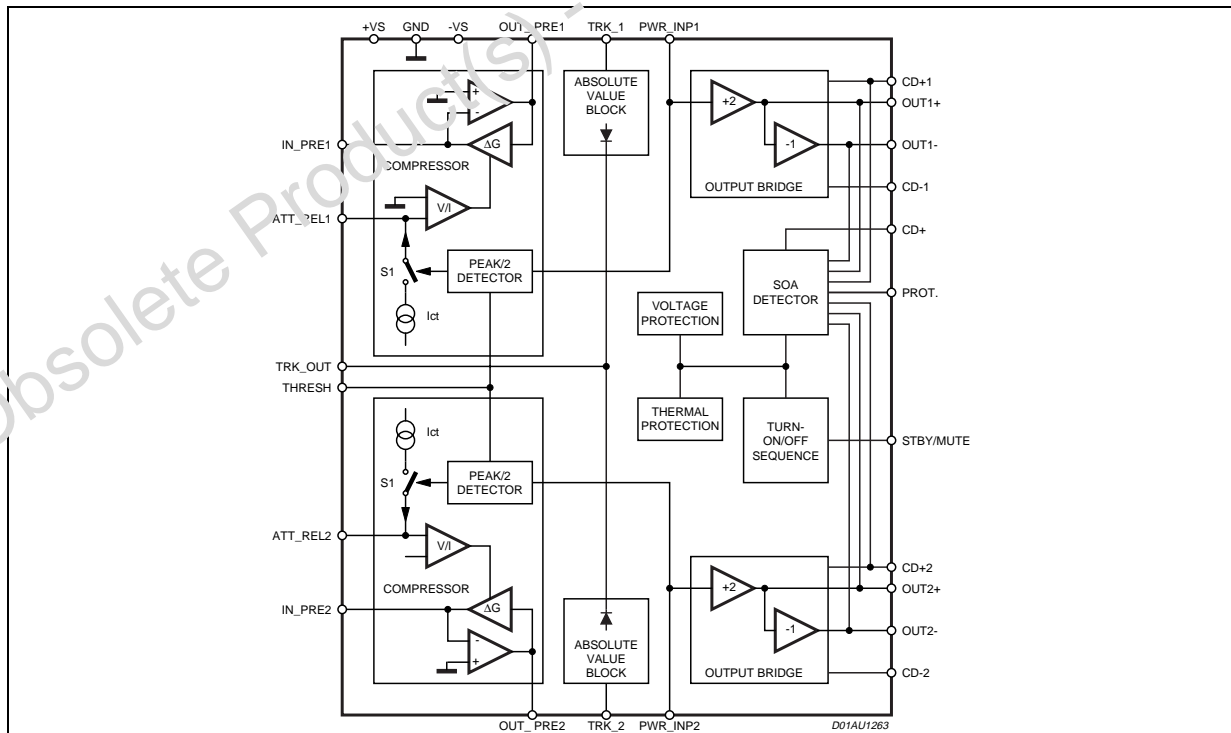 Obsolete Product(s) -
+VS GND -VS OUT_PRE1 TRK_1 PWR_INP1
ABSOLUTE
VALUE
BLOCK
CD+1
+
-
+2
OUT1+
IN_PRE1
ΔG
-1
OUT1-
COMPRESSOR
OUTPUT BRIDGE
CD-1
V/I
ATT_REL1
CD+
S1
PEAK/2
DETECTOR
SOA
DETECTOR
PROT.
VOLTAGE
PROTECTION
Ict
TRK_OUT
THRESH
THERMAL
PROTECTION
TURN-
ON/OFF
SEQUENCE
STBY/MUTE
Ict
S1
PEAK/2
DETECTOR
ATT_REL2
V/I
CD+2
COMPRESSOR
+2
OUT2+
IN_PRE2
ΔG
-1
OUT2-
-
+
ABSOLUTE
VALUE
BLOCK
OUTPUT BRIDGE
CD-2
OUT_ PRE2 TRK_2 PWR_INP2
D01AU1263